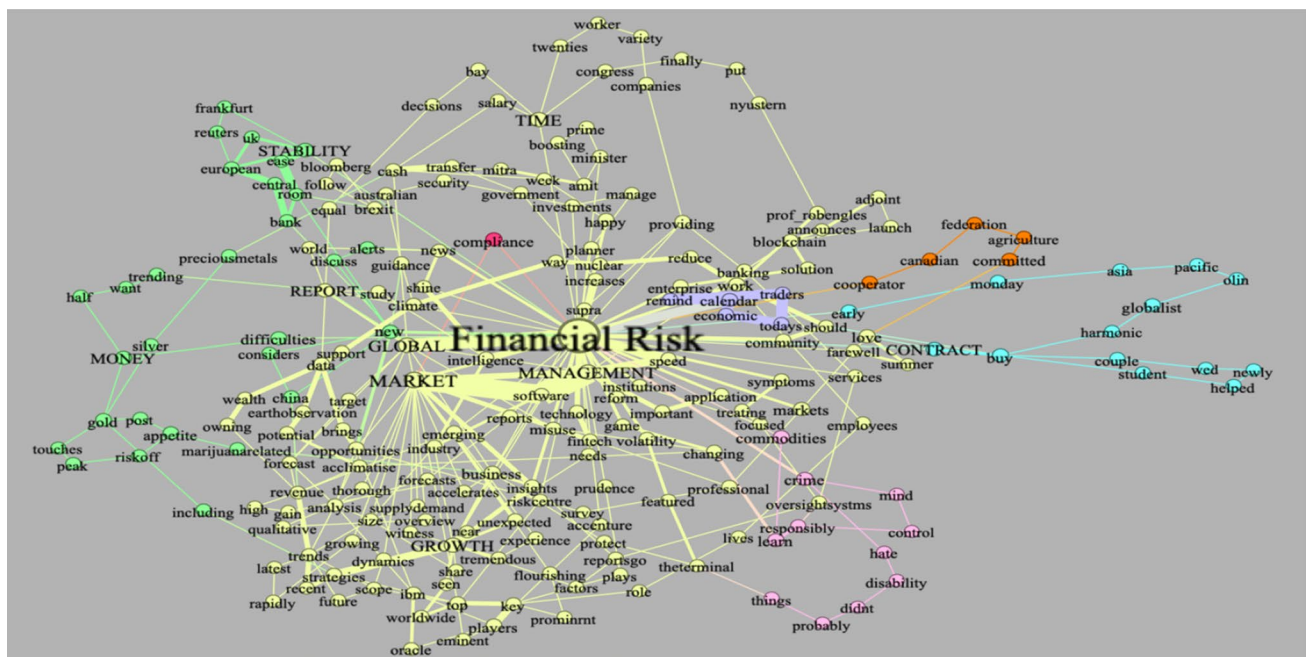 worker
twenties
variety
finally
bay
congress
put
companies
frankfurt
decisions
salary
nyustern
TIME
reuters
uk
prime
STABILITY
boosting
ease
minister
european
bloomberg
cash
transfer
mitra
central
follow
security
week
amit
room
australian
government
manage
adjoint
equal
brexit
investments
bank
happy
providing
prof_robengles
launch
federation
announces
compliance
blockchain
agriculture
world
alerts
news
planner
reduce
preciousmetals
discuss
guidance
way
nuclear
banking
solution
canadian
committed
trending
increases
asia
pacific
half
want
REPORT
study
shine
enterprise
work
cooperator
monday
olin
climate
remind
calendar
traders
supra
economic
early
globalist
new
todays
should
difficulties
Financial Risk
love
harmonic
silver
GLOBAL
community
MONEY
considers
support
intelligence
speed
farewell
CONTRACT
buy
data
MARKET
MANAGEMENT
services
summer
couple
wed
newly
wealth
china
target
software
institutions
symptoms
student
helped
earthobservation
reform
application
gold
post
owning
brings
reports
technology
important
treating
markets
appetite
potential
emerging
misuse
game
focused
employees
touches
marijuanarelated
opportunities
industry
fintech
volatility
commodities
peak
riskoff
forecast
acclimatise
needs
changing
business
crime
revenue
thorough
forecasts
insights
prudence
professional
mind
including
high
gain
analysis
supplydemand
accelerates
riskcentre
featured
oversightsystms
qualitative
size
overview
unexpected
survey
responsibly
control
witness
near
accenture
lives
learn
growing
GROWTH
experience
protect
hate
trends
dynamics
tremendous
reportsgo
latest
strategies
share
flourishing
plays
theterminal
disability
recent
scope
ibm
seen
factors
role
things
didnt
rapidly
future
top
key
worldwide
prominrnt
probably
players
eminent
oracle